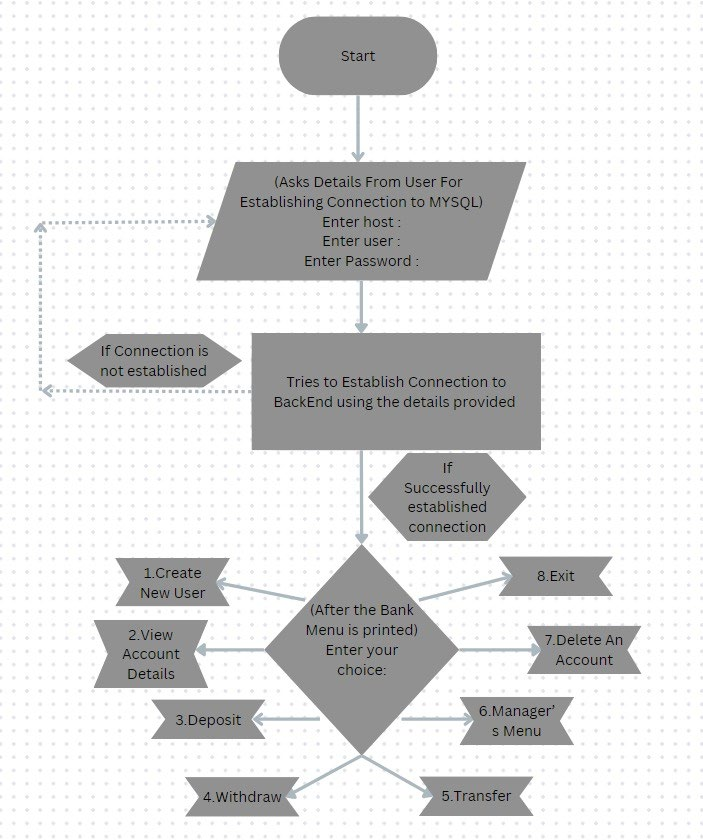 Start
(Asks Details From User For
Establishing Connection to MYSQL)
Enter host :
Enter user :
Enter Password :
If Connection is
not established
Tries to Establish Connection to
BackEnd using the details provided
If
Successfully
established
connection
(After the Bank
Menu is printed)
Enter your
choice:
1.Create
New User
2.View
Account
Details
3.Deposit
4.Withdraw
5.Transfer
6.Manager’
s Menu
7.Delete An
Account
8.Exit